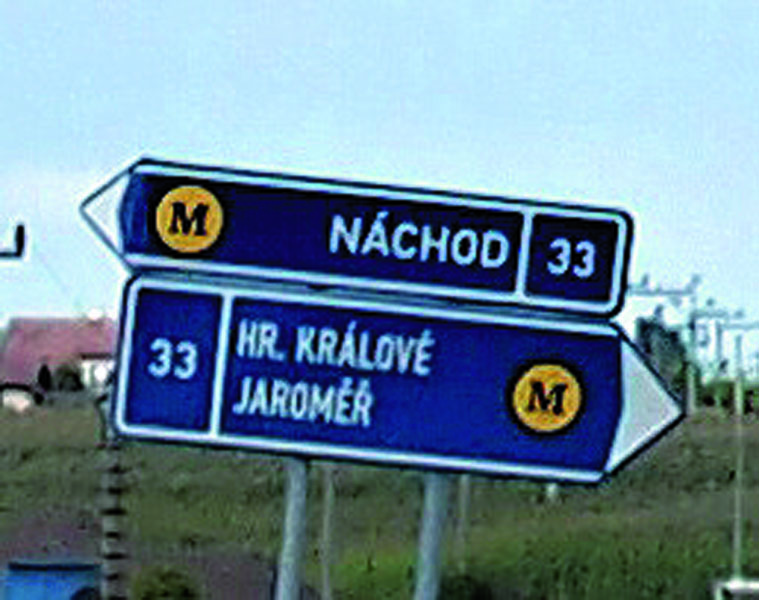 M NÁCHOD 33
33 HR. KRÁLOVÉ M
JAROMĚŘ